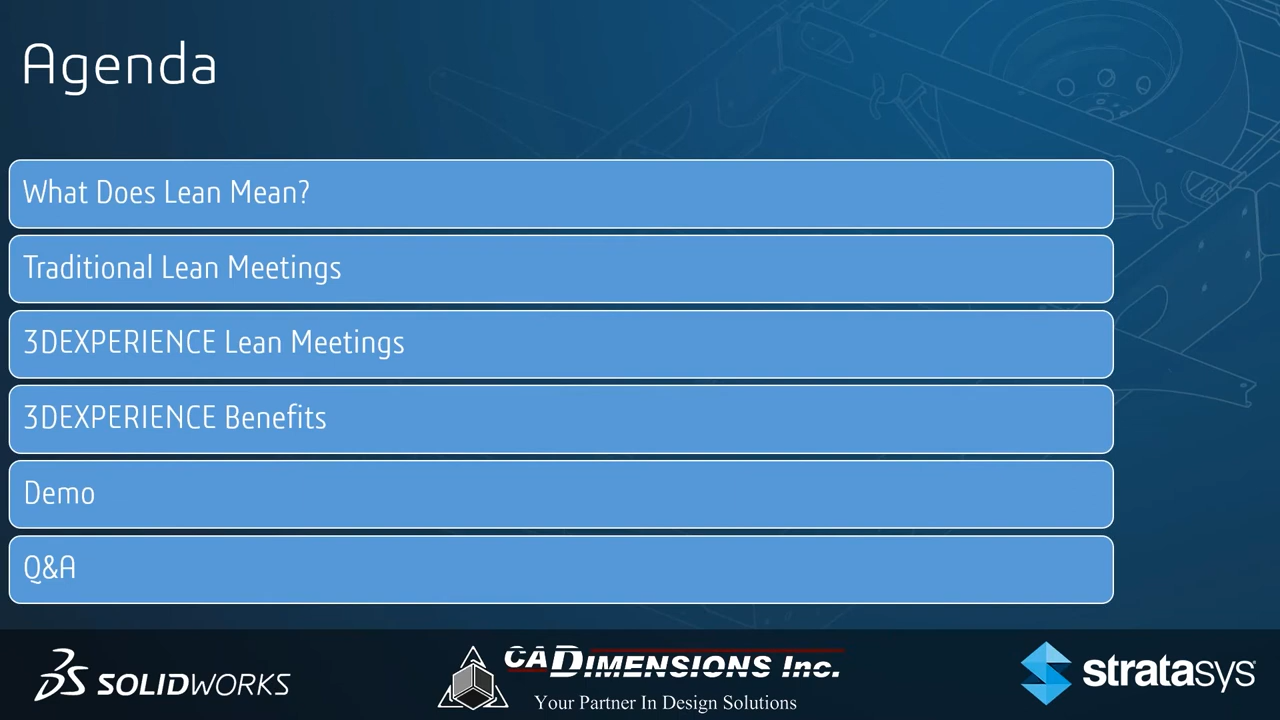 Agenda
What Does Lean Mean?
Traditional Lean Meetings
3DEXPERIENCE Lean Meetings
3DEXPERIENCE Benefits
Demo
Q&A
3DS SOLIDWORKS
CADIMENSIONS Inc.
Your Partner In Design Solutions
stratasys